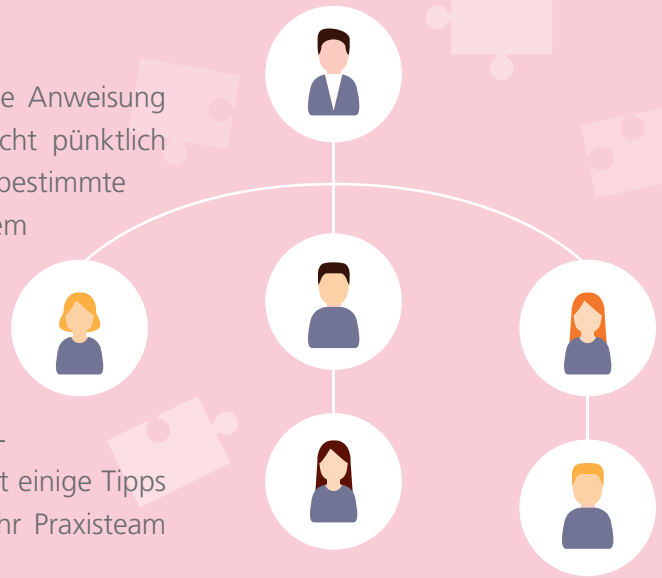 e Anweisung
cht pünktlich
bestimmte
em
-
t einige Tipps
hr Praxisteam